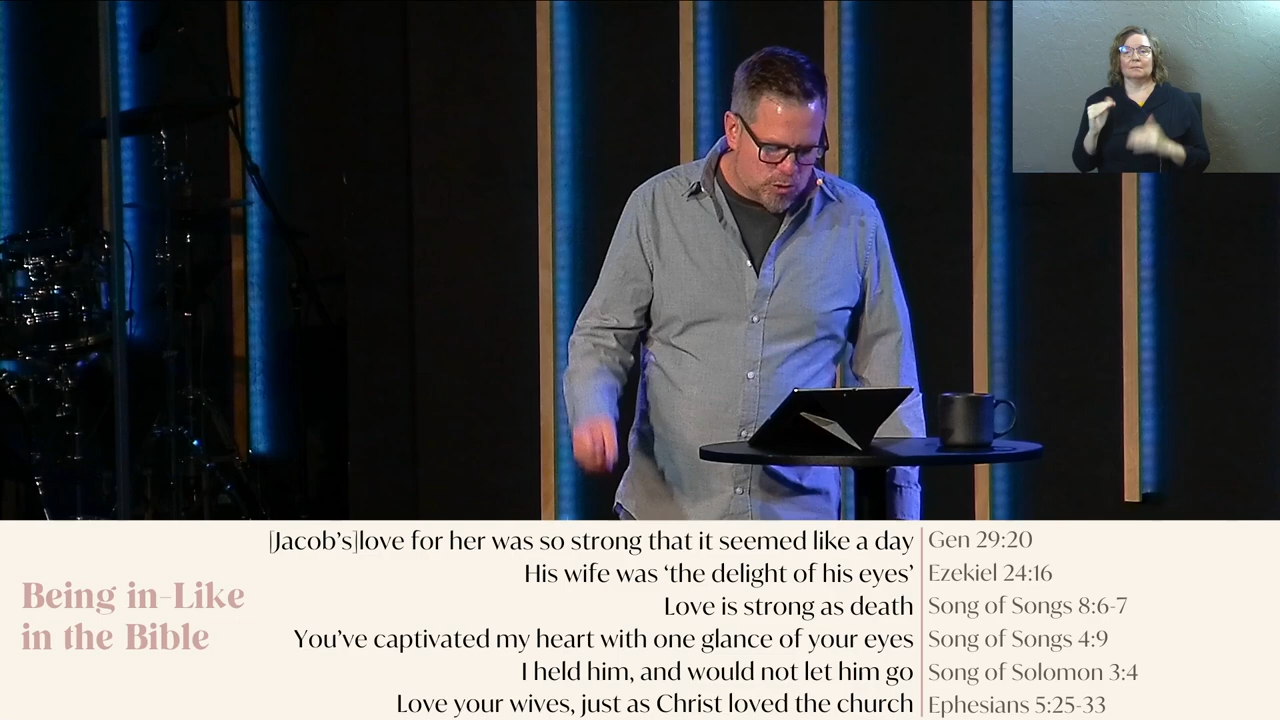 Being in-Like
in the Bible
[Jacob's]love for her was so strong that it seemed like a day Gen 29:20
His wife was ‘the delight of his eyes’ Ezekiel 24:16
Love is strong as death Song of Songs 8:6-7
You've captivated my heart with one glance of your eyes Song of Songs 4:9
I held him, and would not let him go Song of Solomon 3:4
Love your wives, just as Christ loved the church Ephesians 5:25-33